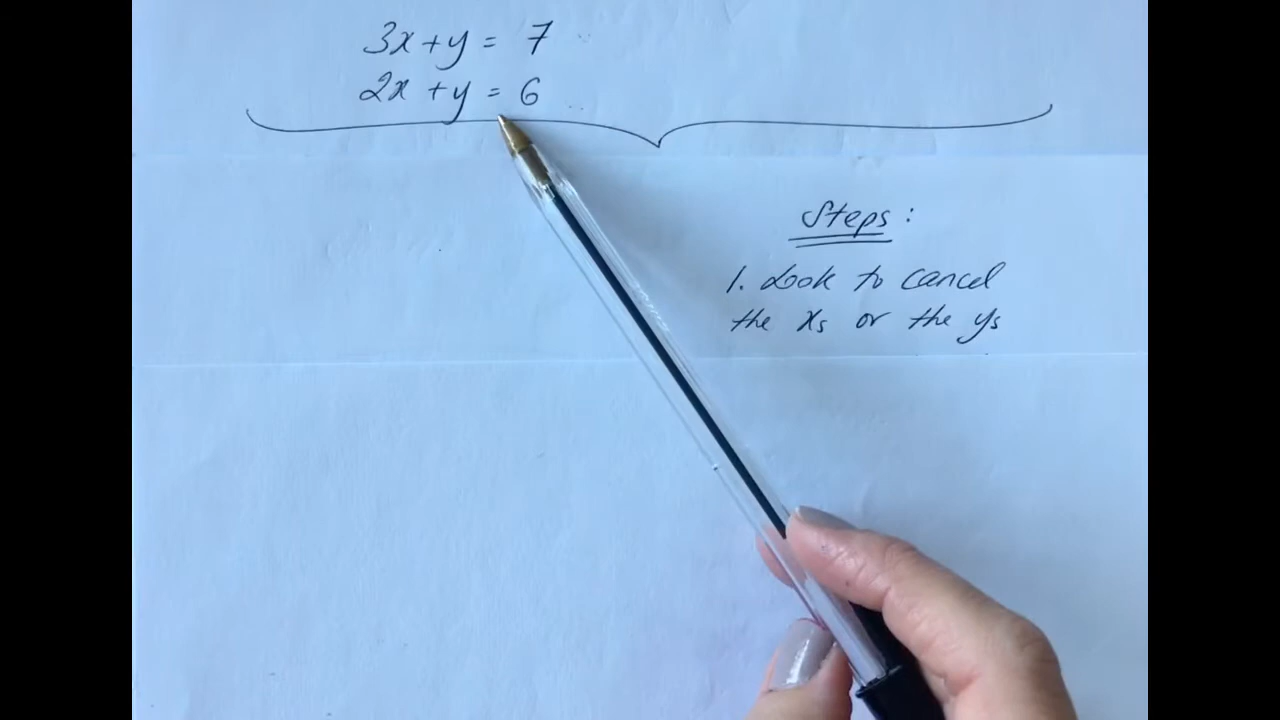 3x + y = 7
2x + y = 6
Steps :
1. Look to cancel
the xs or the ys